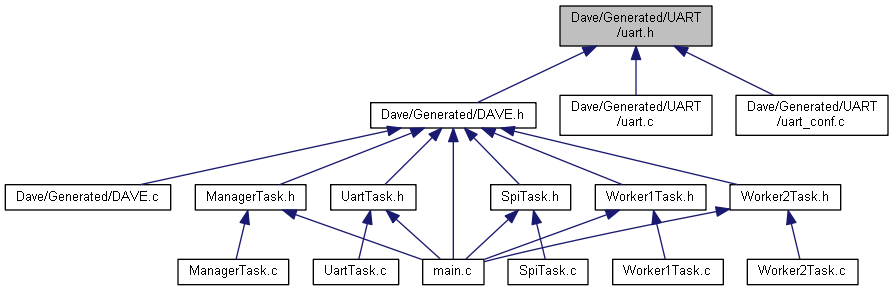 Dave/Generated/UART
/uart.h
Dave/Generated/DAVE.h
Dave/Generated/UART
/uart.c
Dave/Generated/UART
/uart_conf.c
Dave/Generated/DAVE.c
ManagerTask.h
UartTask.h
SpiTask.h
Worker1Task.h
Worker2Task.h
ManagerTask.c
UartTask.c
main.c
SpiTask.c
Worker1Task.c
Worker2Task.c